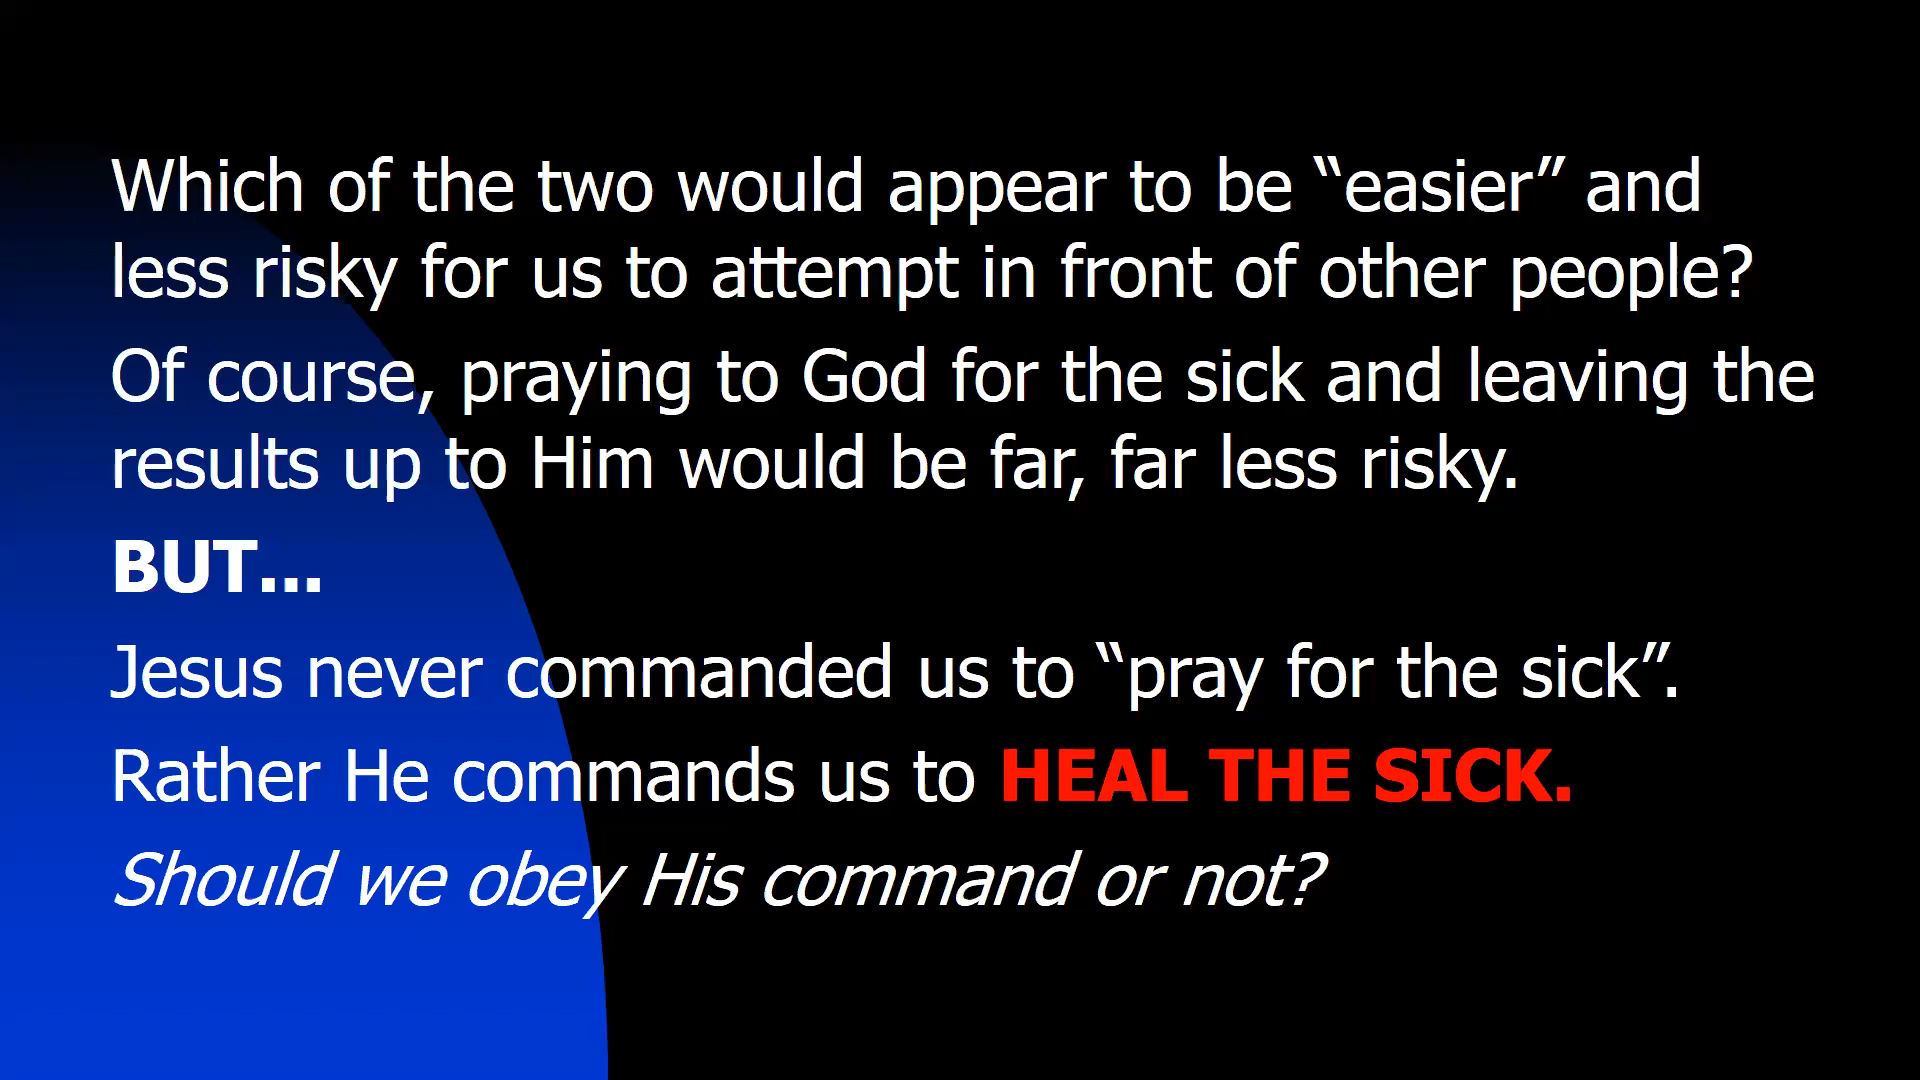 Which of the two would appear to be “easier” and
less risky for us to attempt in front of other people?
Of course, praying to God for the sick and leaving the
results up to Him would be far, far less risky.
BUT…
Jesus never commanded us to “pray for the sick”.
Rather He commands us to HEAL THE SICK.
Should we obey His command or not?